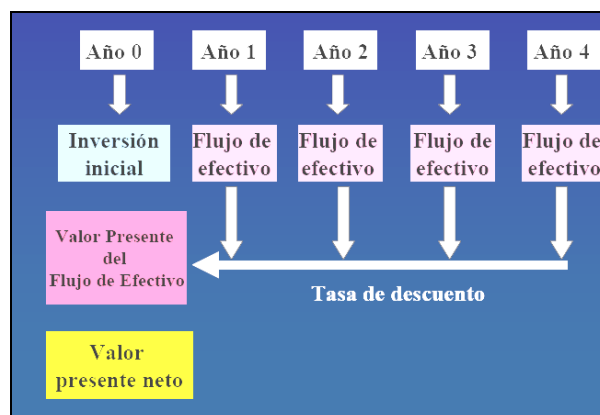 Año 0
Año 1
Año 2
Año 3
Año 4
Inversión
inicial
Flujo de
efectivo
Flujo de
efectivo
Flujo de
efectivo
Flujo de
efectivo
Valor Presente
del
Flujo de Efectivo
Tasa de descuento
Valor
presente neto